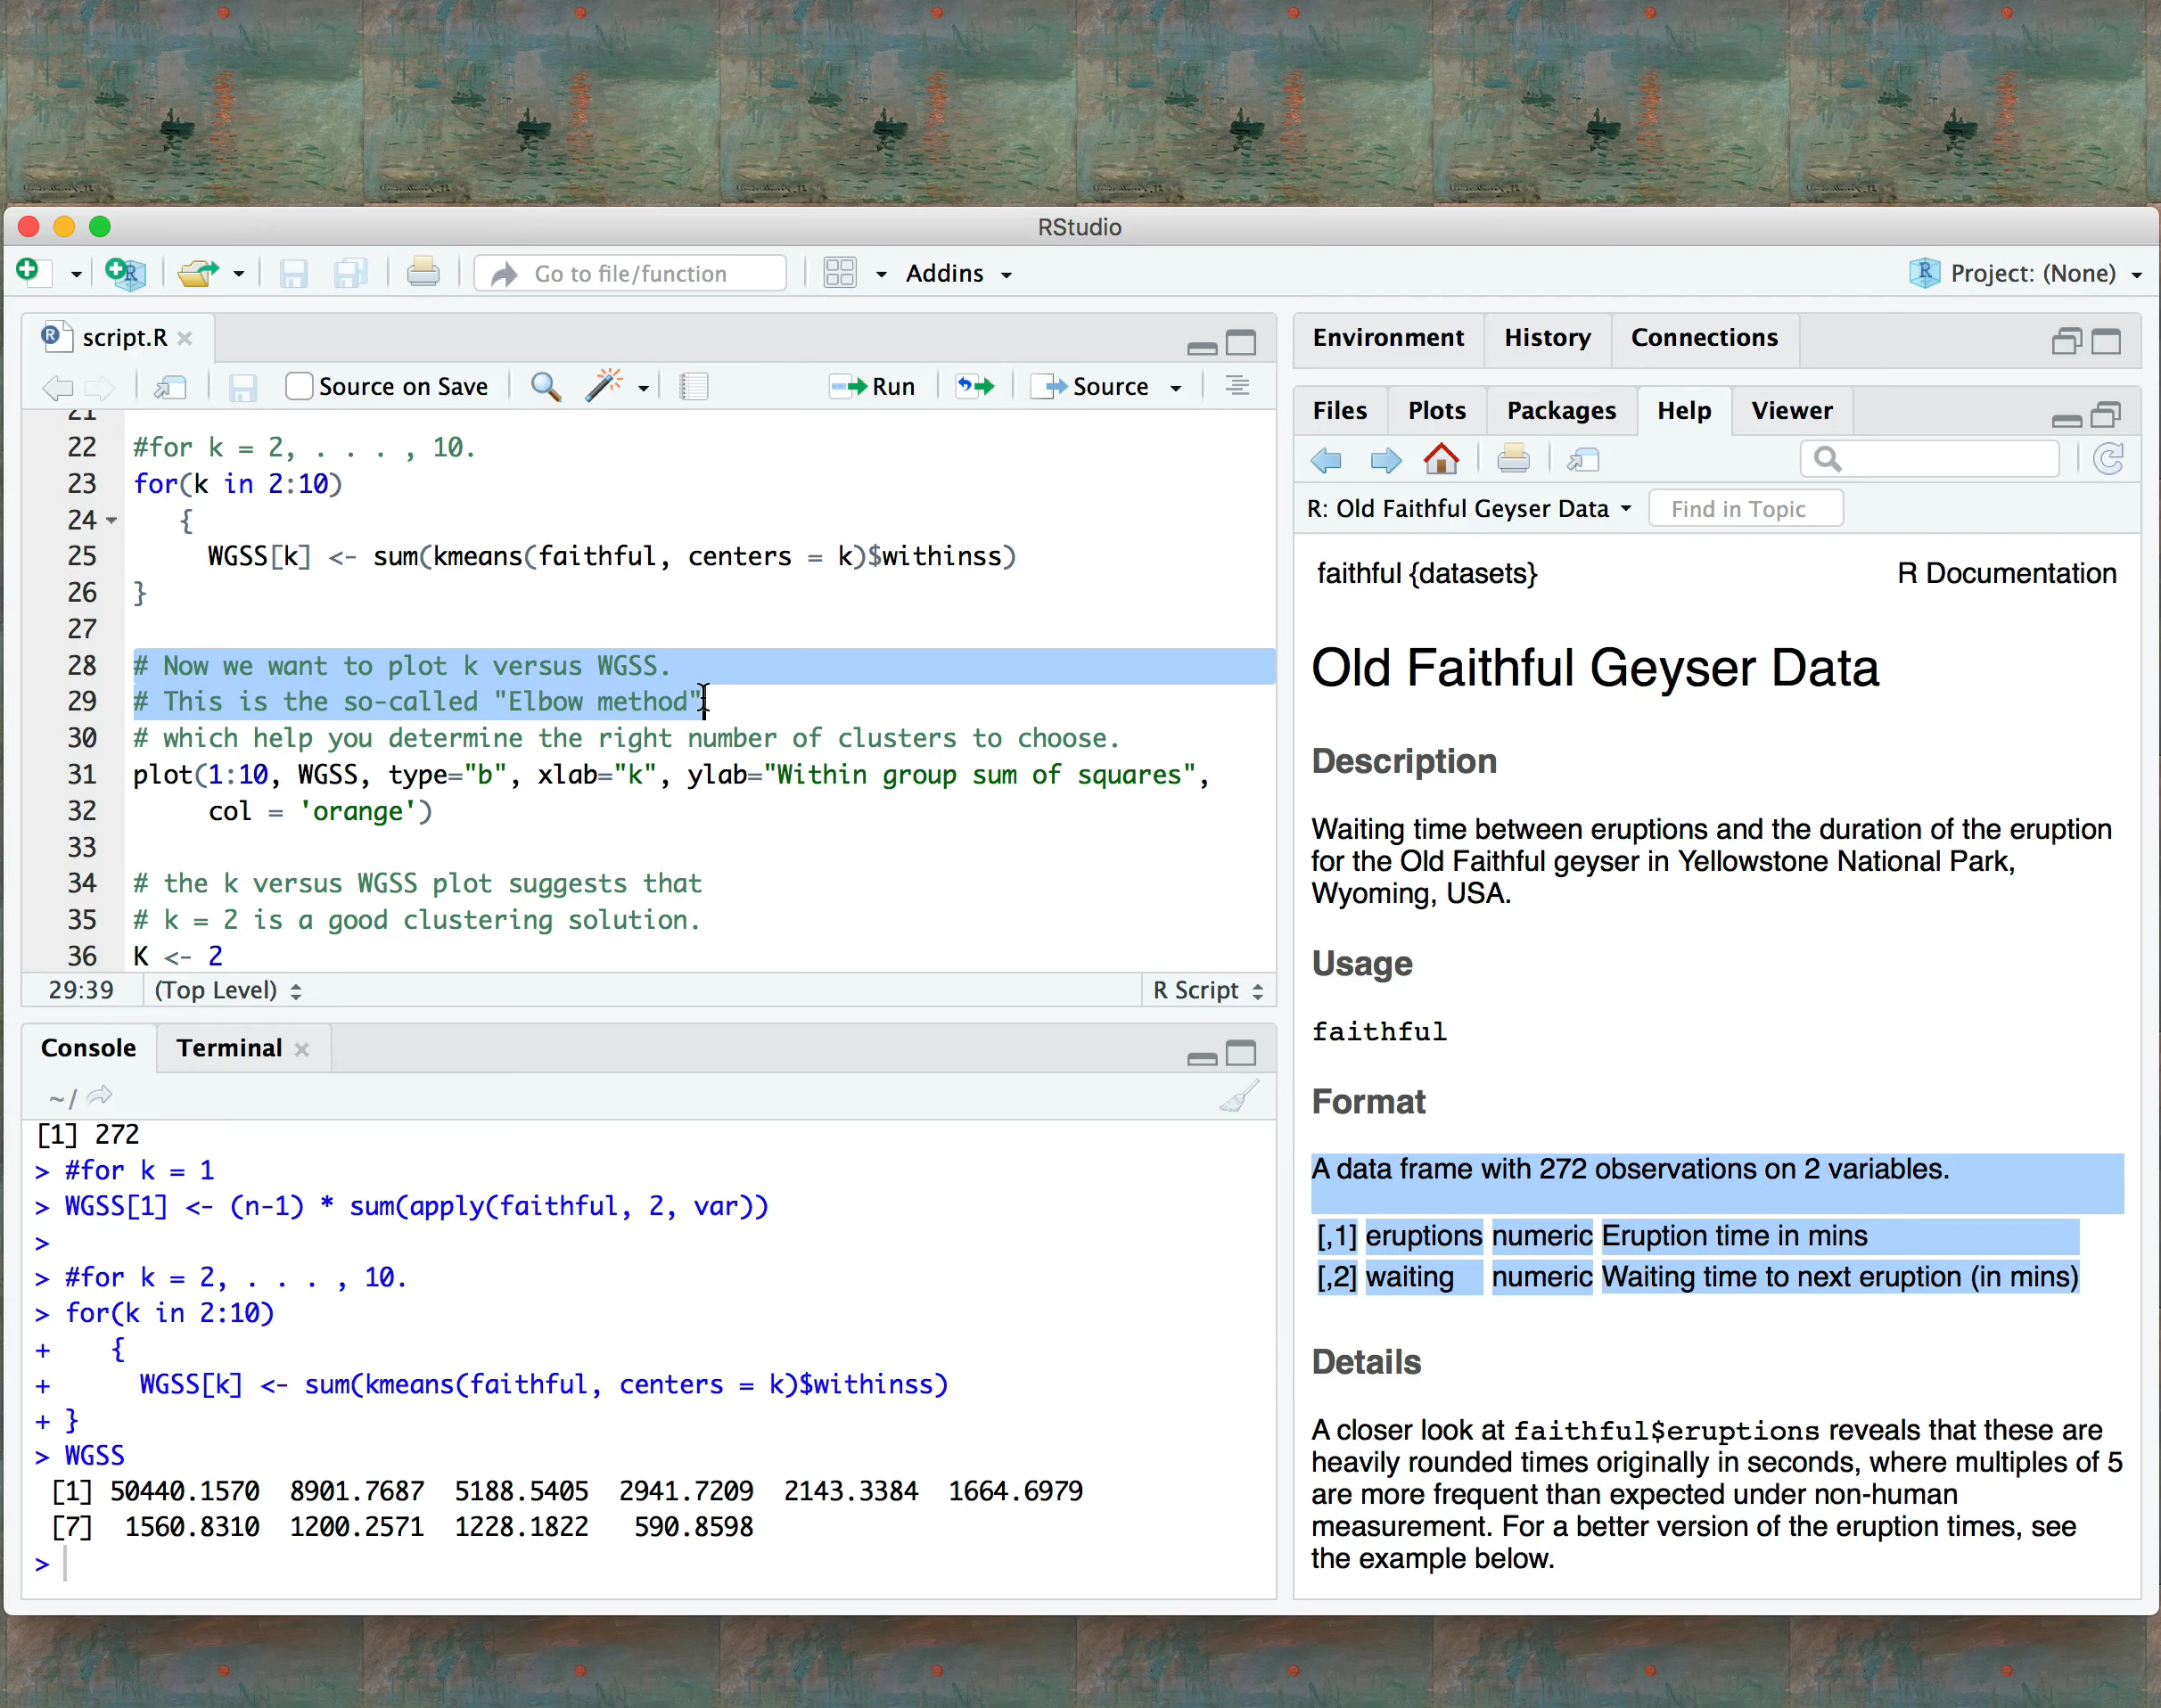 RStudio
Go to file/function
Addins
Project: (None)
script.R
Source on Save
Run
Source
21
22 #for k = 2, . . . , 10.
23 for(k in 2:10)
24 {
25 WGSS[k] <- sum(kmeans(faithful, centers = k)$withinss)
26 }
27
28 # Now we want to plot k versus WGSS.
29 # This is the so-called "Elbow method"
30 # which help you determine the right number of clusters to choose.
31 plot(1:10, WGSS, type="b", xlab="k", ylab="Within group sum of squares",
32 col = 'orange')
33
34 # the k versus WGSS plot suggests that
35 # k = 2 is a good clustering solution.
36 K <- 2
29:39 (Top Level) R Script
Console Terminal
~/
[1] 272
> #for k = 1
> WGSS[1] <- (n-1) * sum(apply(faithful, 2, var))
>
> #for k = 2, . . . , 10.
> for(k in 2:10)
+ {
+ WGSS[k] <- sum(kmeans(faithful, centers = k)$withinss)
+ }
> WGSS
[1] 50440.1570 8901.7687 5188.5405 2941.7209 2143.3384 1664.6979
[7] 1560.8310 1200.2571 1228.1822 590.8598
>
Environment History Connections
Files Plots Packages Help Viewer
R: Old Faithful Geyser Data Find in Topic
faithful {datasets} R Documentation
Old Faithful Geyser Data
Description
Waiting time between eruptions and the duration of the eruption
for the Old Faithful geyser in Yellowstone National Park,
Wyoming, USA.
Usage
faithful
Format
A data frame with 272 observations on 2 variables.
[,1] eruptions numeric Eruption time in mins
[,2] waiting numeric Waiting time to next eruption (in mins)
Details
A closer look at faithful$eruptions reveals that these are
heavily rounded times originally in seconds, where multiples of 5
are more frequent than expected under non-human
measurement. For a better version of the eruption times, see
the example below.